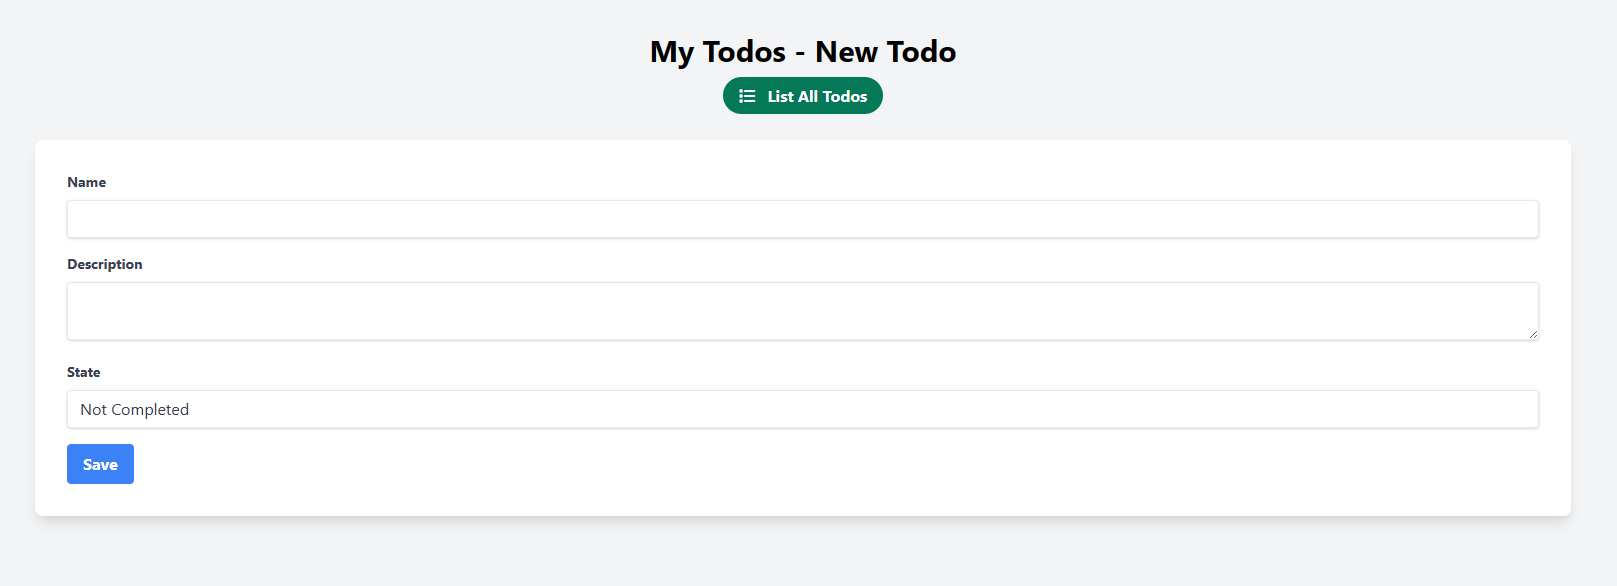 My Todos - New Todo
List All Todos
Name
Description
State
Not Completed
Save